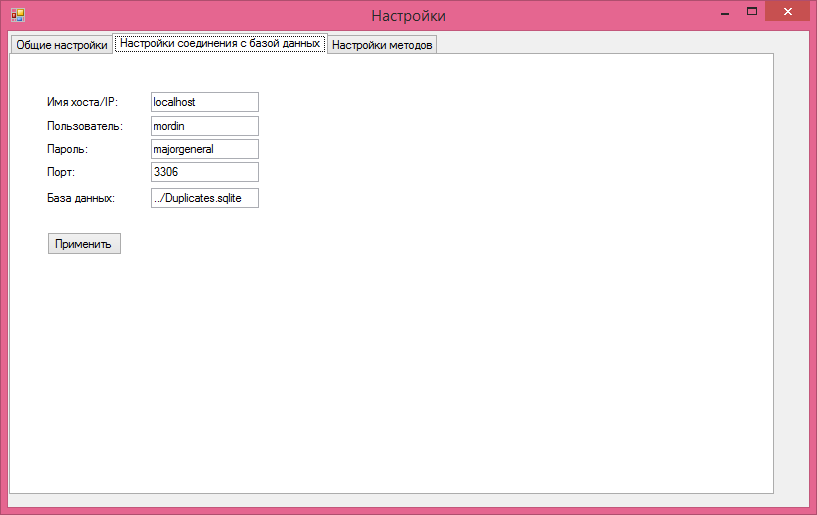 Настройки
Общие настройки Настройки соединения с базой данных Настройки методов
Имя хоста/IP: localhost
Пользователь: mordin
Пароль: majorgeneral
Порт: 3306
База данных: ../Duplicates.sqlite
Применить